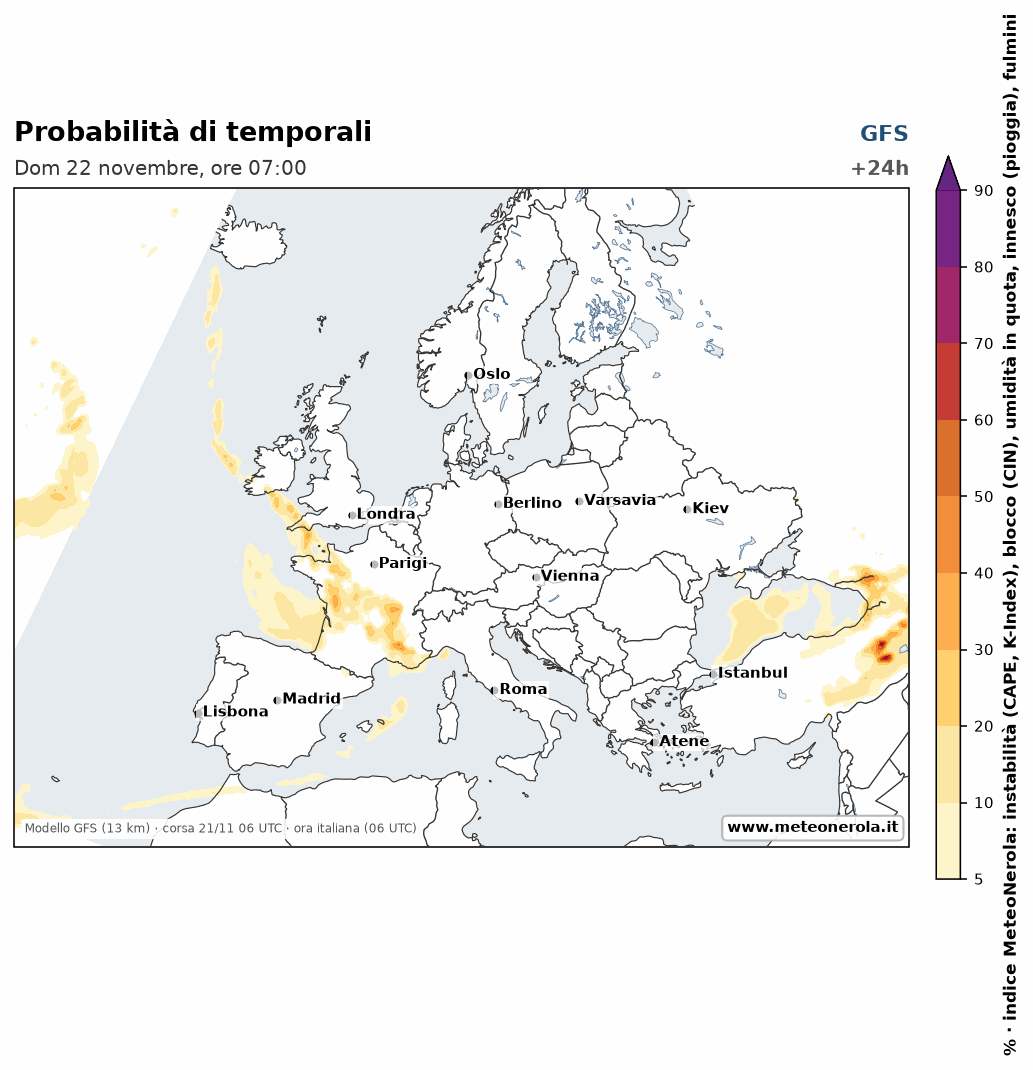 Probabilità di temporali
GFS
Dom 22 novembre, ore 07:00
+24h
Oslo
Londra
Berlino
Varsavia
Kiev
Parigi
Vienna
Istanbul
Madrid
Roma
Lisbona
Atene
Modello GFS (13 km) · corsa 21/11 06 UTC · ora italiana (06 UTC)
www.meteonerola.it
90
80
70
60
50
40
30
20
10
5
% · indice MeteoNerola: instabilità (CAPE, K-Index), blocco (CIN), umidità in quota, innesco (pioggia), fulmini